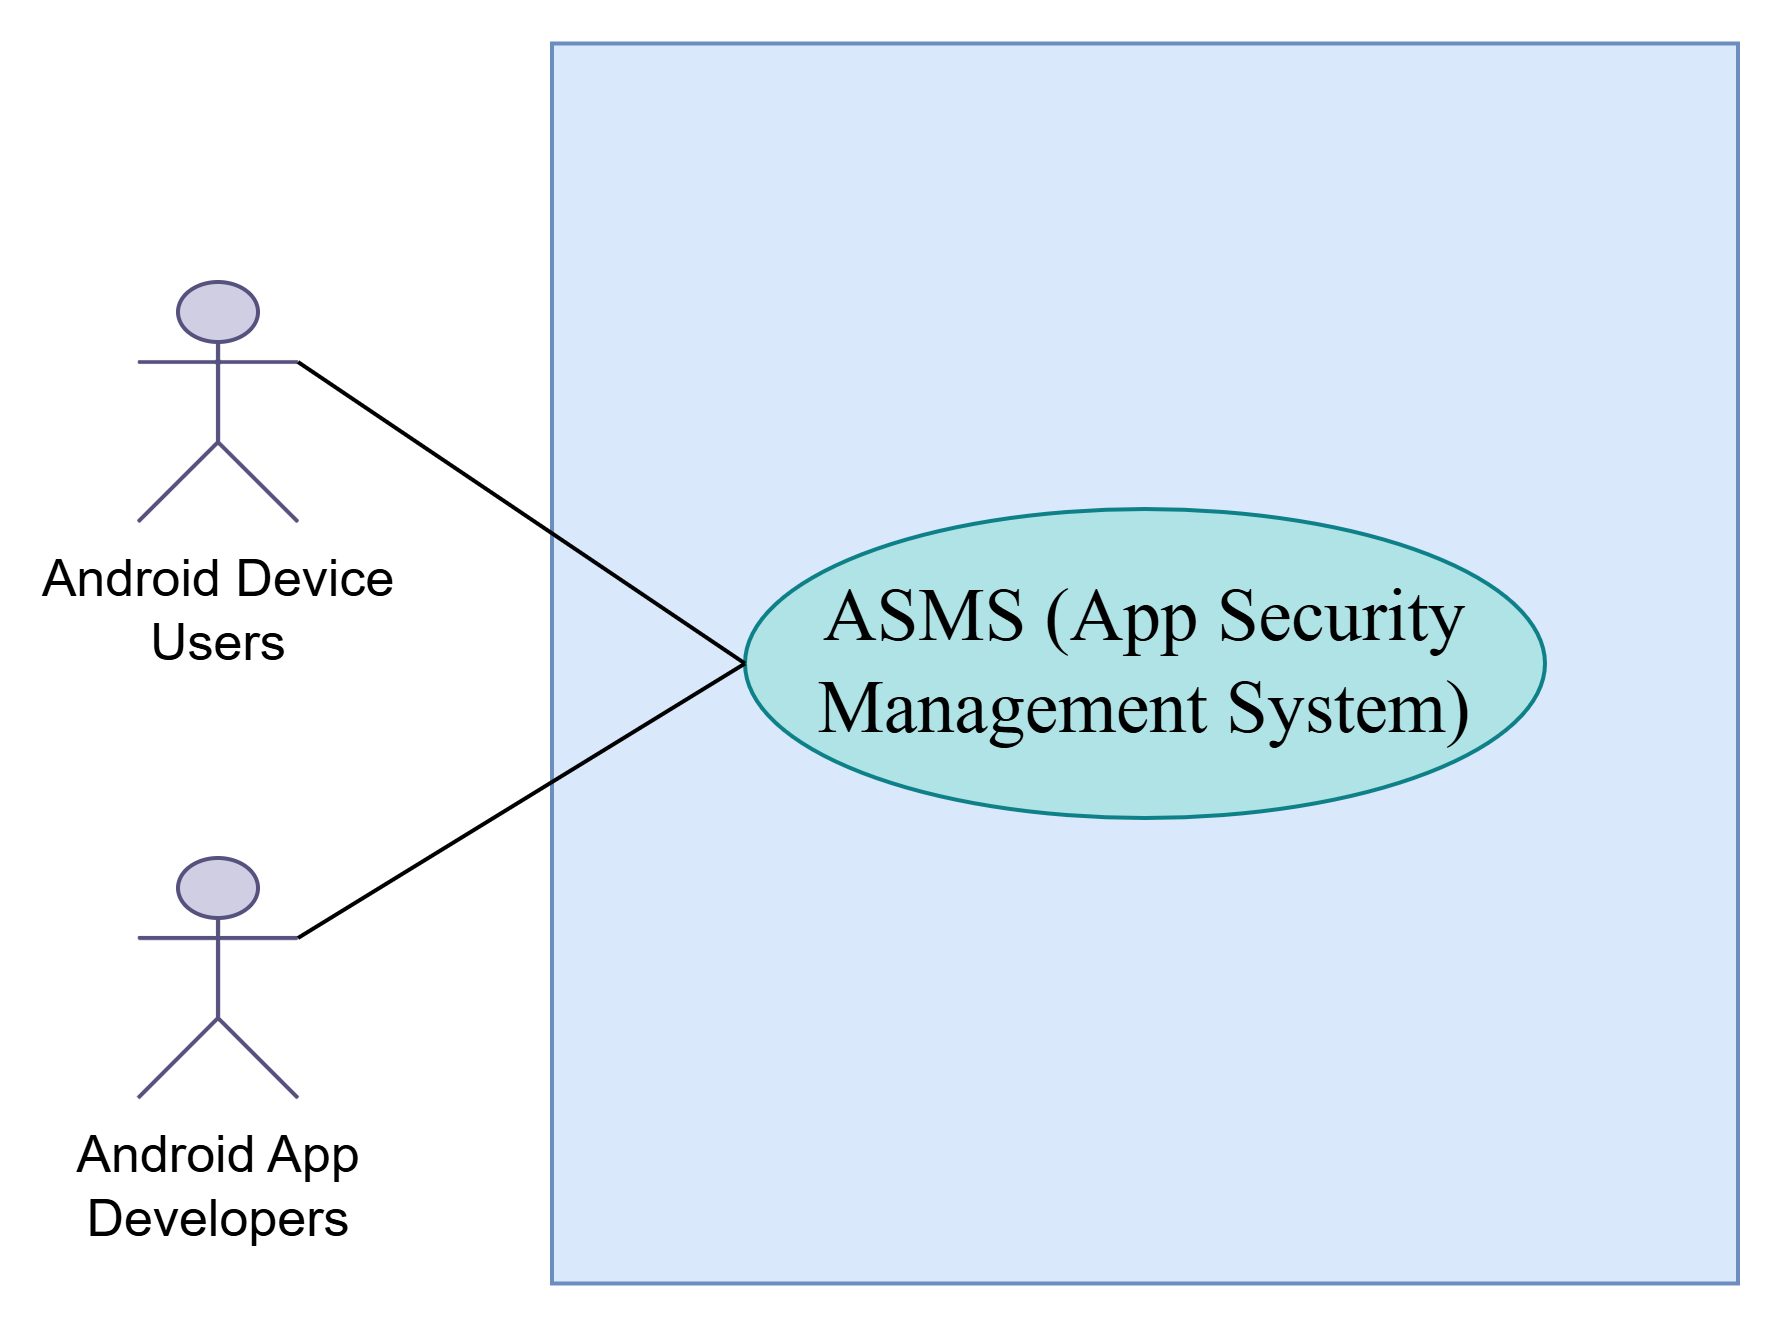 Android Device
Users
ASMS (App Security
Management System)
Android App
Developers